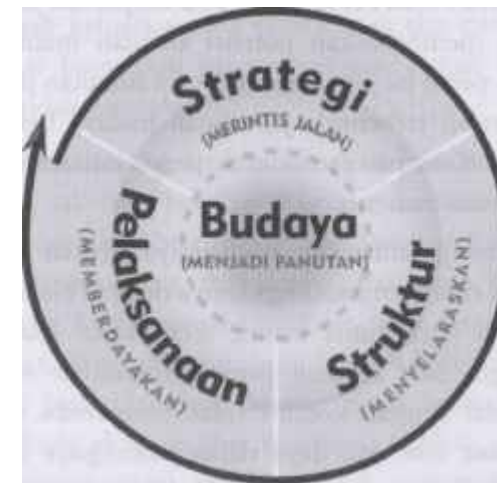 Strategi
(MERINTIS JALAN)
Budaya
(MENJADI PANUTAN)
Struktur
(MENYELARASKAN)
Pelaksanaan
(MEMBERDAYAKAN)